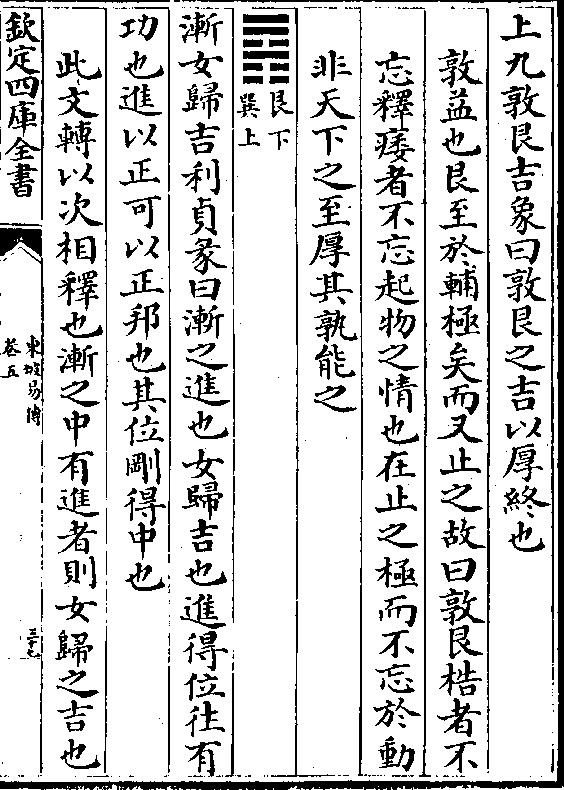 上九敦艮吉象曰敦艮之吉以厚終也
敦益也艮至於輔極矣而又止之故曰敦艮梏者不
忘釋痿者不忘起物之情也在止之極而不忘於動
非天下之至厚其孰能之
䷴
艮下
巽上
漸女歸吉利貞彖曰漸之進也女歸吉也進得位往有
功也進以正可以正邦也其位剛得中也
此文轉以次相釋也漸之中有進者則女歸之吉也
欽定四庫全書
東坡易傳
卷五
三十七